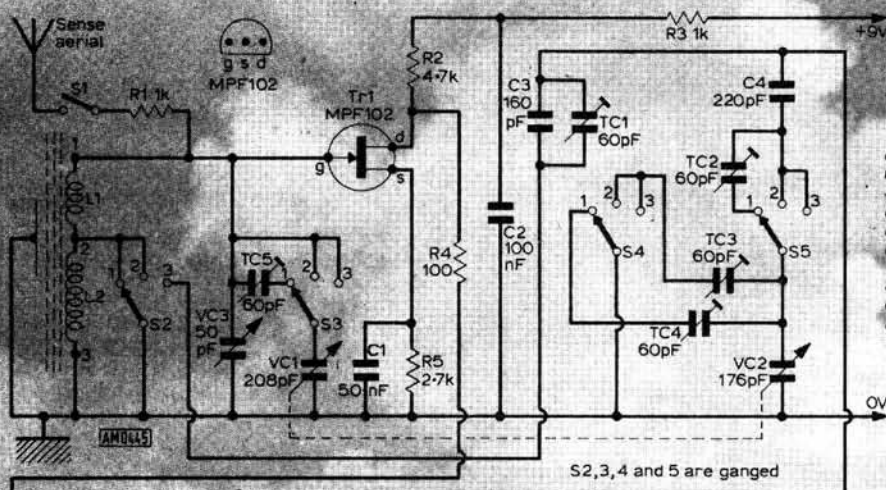 Sense
aerial
S1
R1 1k
g s d
MPF102
Tr1
MPF102
d
g
s
R2
4·7k
R3 1k
+9V
C3
160
pF
TC1
60pF
C4
220pF
TC2
60pF
1
2
3
S4
1
2
3
S5
TC3
60pF
TC4
60pF
VC2
176pF
C2
100
nF
R4
100
1
L1
2
L2
3
1
2
3
S2
TC5
60pF
1
2
3
S3
VC3
50
pF
VC1
208pF
C1
50nF
R5
2·7k
0V
AM0445
S2,3,4 and 5 are ganged